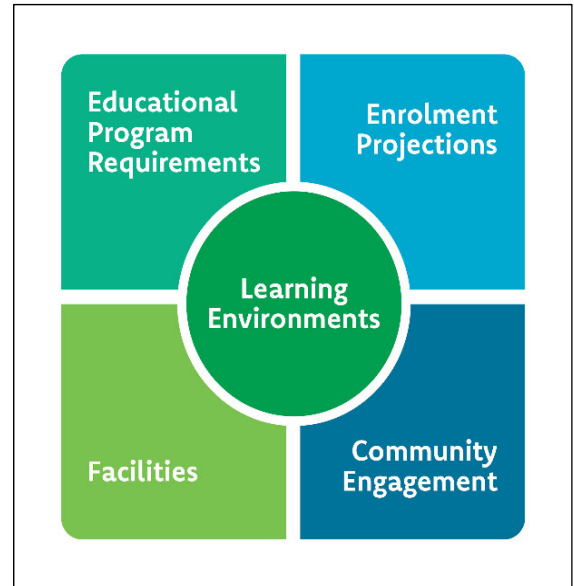 Educational
Program
Requirements
Enrolment
Projections
Learning
Environments
Facilities
Community
Engagement